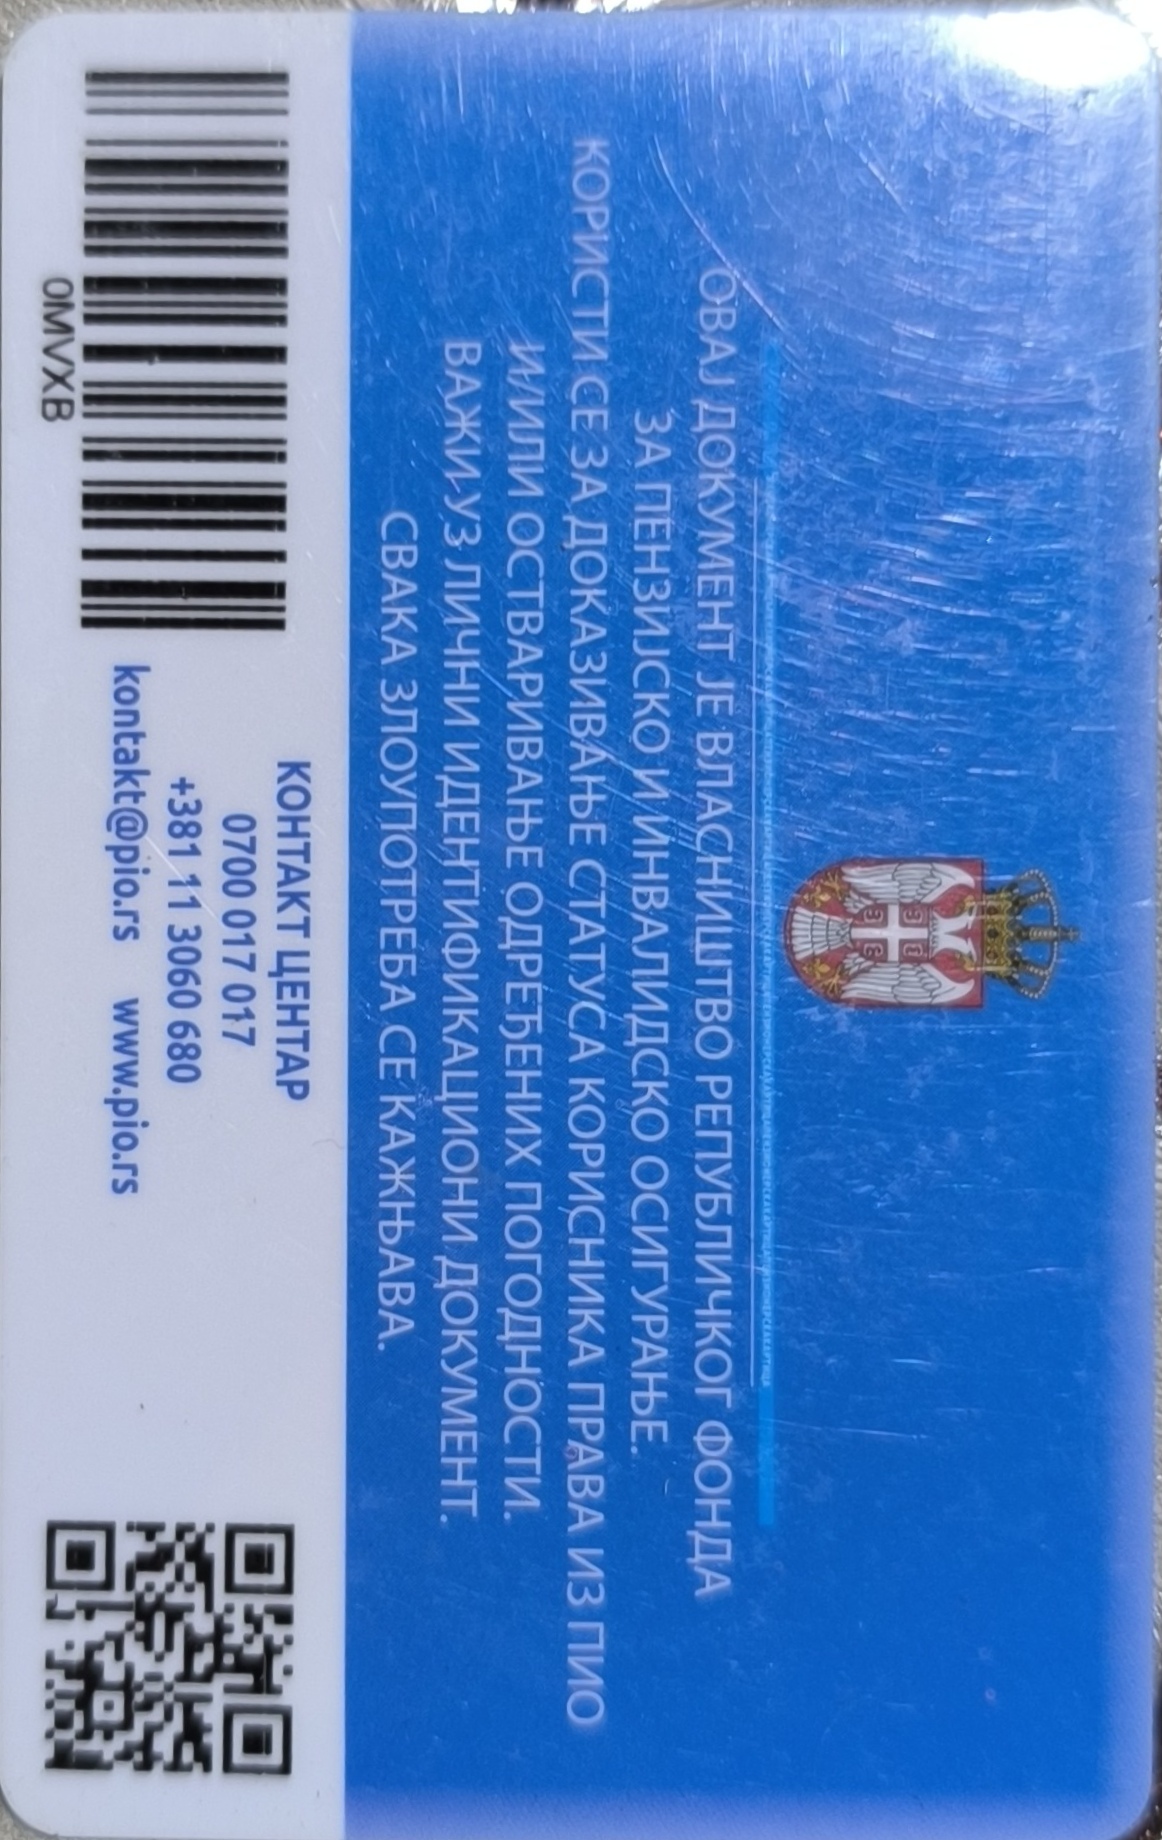 ОВАЈ ДОКУМЕНТ ЈЕ ВЛАСНИШТВО РЕПУБЛИЧКОГ ФОНДА
ЗА ПЕНЗИЈСКО И ИНВАЛИДСКО ОСИГУРАЊЕ.
КОРИСТИ СЕ ЗА ДОКАЗИВАЊЕ СТАТУСА КОРИСНИКА ПРАВА ИЗ ПИО
И/ИЛИ ОСТВАРИВАЊЕ ОДРЕЂЕНИХ ПОГОДНОСТИ.
ВАЖИ УЗ ЛИЧНИ ИДЕНТИФИКАЦИОНИ ДОКУМЕНТ.
СВАКА ЗЛОУПОТРЕБА СЕ КАЖЊАВА.
КОНТАКТ ЦЕНТАР
0700 017 017
+381 11 3060 680
kontakt@pio.rs www.pio.rs
0MVXB